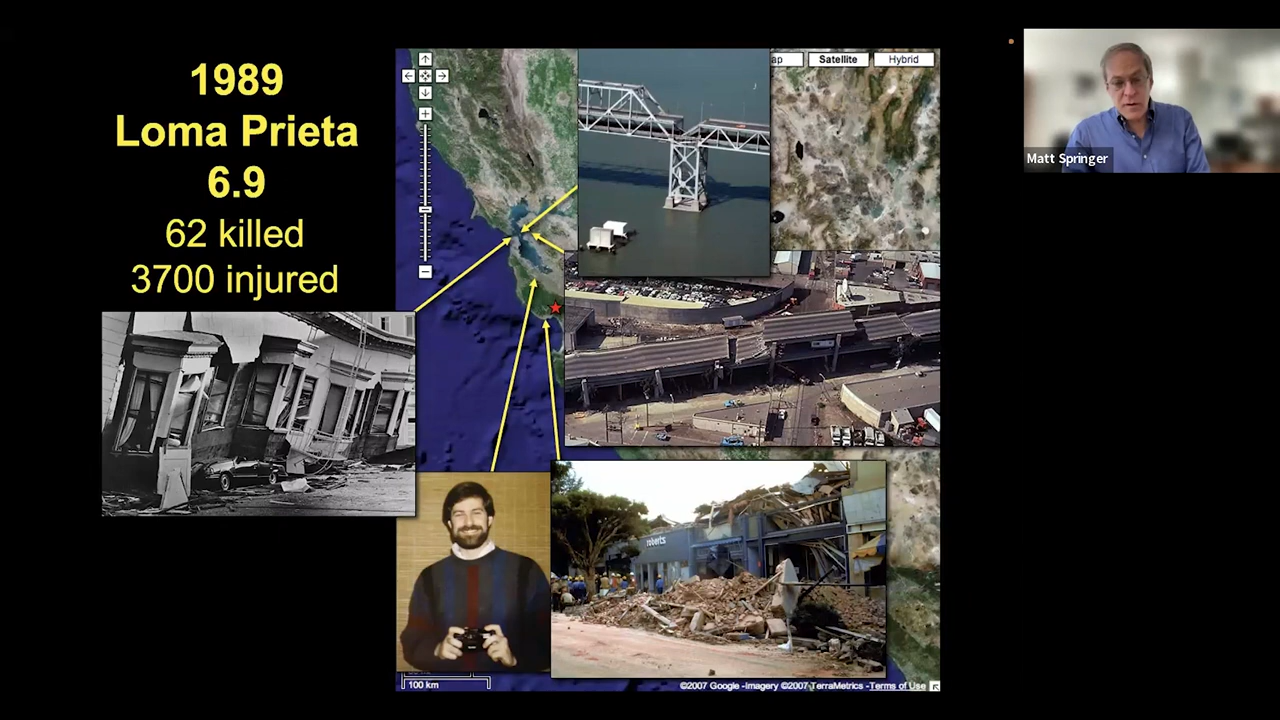 1989
Loma Prieta
6.9
62 killed
3700 injured
ap
Satellite
Hybrid
Matt Springer
roberts
100 km
©2007 Google -Imagery ©2007 TerraMetrics -Terms of Use